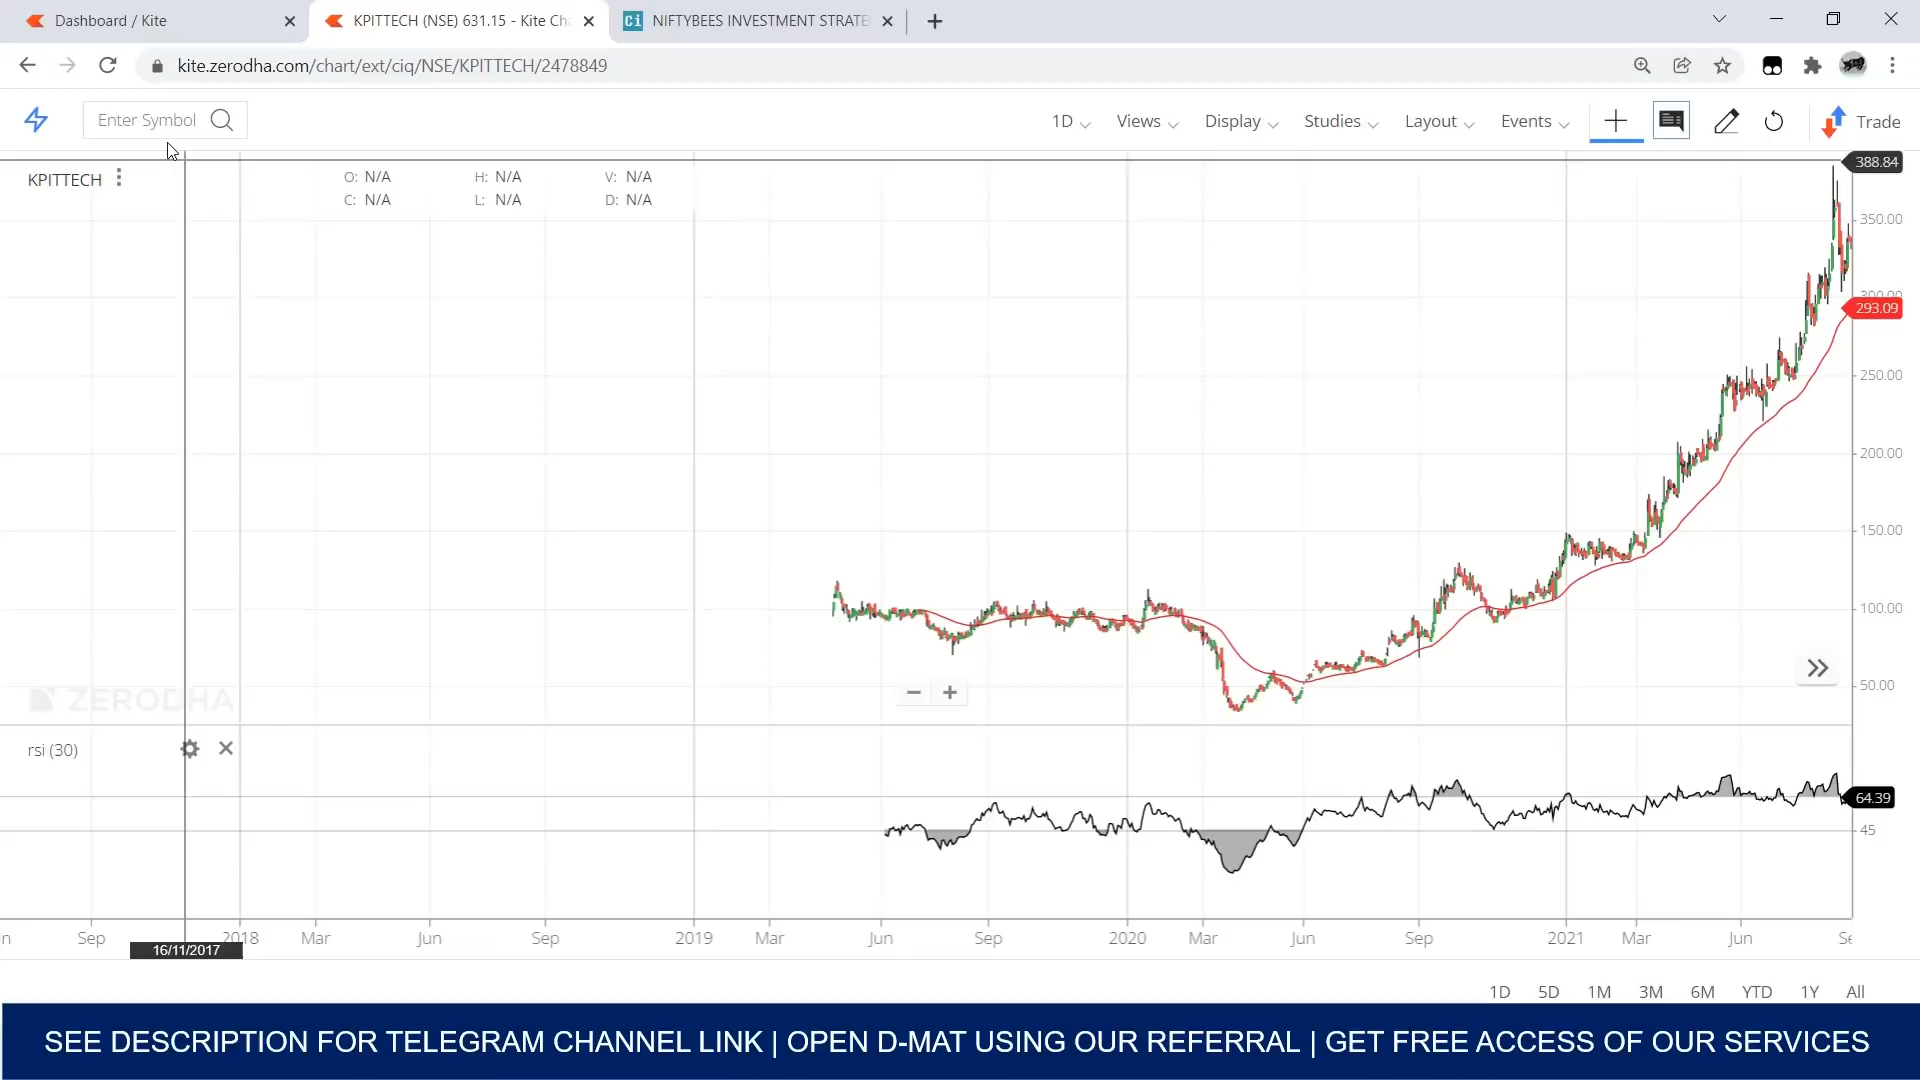 Dashboard / Kite
KPITTECH (NSE) 631.15 - Kite Ch
Ci NIFTYBEES INVESTMENT STRATE
kite.zerodha.com/chart/ext/ciq/NSE/KPITTECH/2478849
Enter Symbol
1D Views Display Studies Layout Events Trade
KPITTECH
O: N/A H: N/A V: N/A
C: N/A L: N/A D: N/A
388.84
350.00
300.00
293.09
250.00
200.00
150.00
100.00
50.00
ZERODHA
rsi (30)
64.39
45
n Sep 2018 Mar Jun Sep 2019 Mar Jun Sep 2020 Mar Jun Sep 2021 Mar Jun Se
16/11/2017
1D 5D 1M 3M 6M YTD 1Y All
SEE DESCRIPTION FOR TELEGRAM CHANNEL LINK | OPEN D-MAT USING OUR REFERRAL | GET FREE ACCESS OF OUR SERVICES